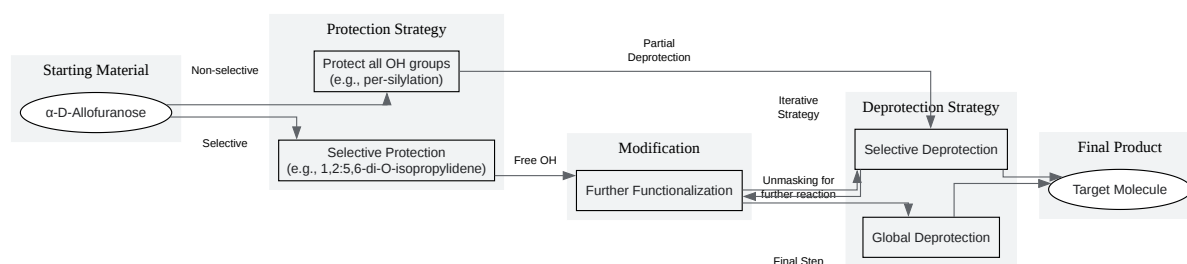 Protection Strategy
Starting Material
Non-selective
Protect all OH groups
(e.g., per-silylation)
Partial
Deprotection
α-D-Allofuranose
Selective
Selective Protection
(e.g., 1,2:5,6-di-O-isopropylidene)
Free OH
Modification
Further Functionalization
Iterative
Strategy
Deprotection Strategy
Selective Deprotection
Unmasking for
further reaction
Global Deprotection
Final Step
Final Product
Target Molecule